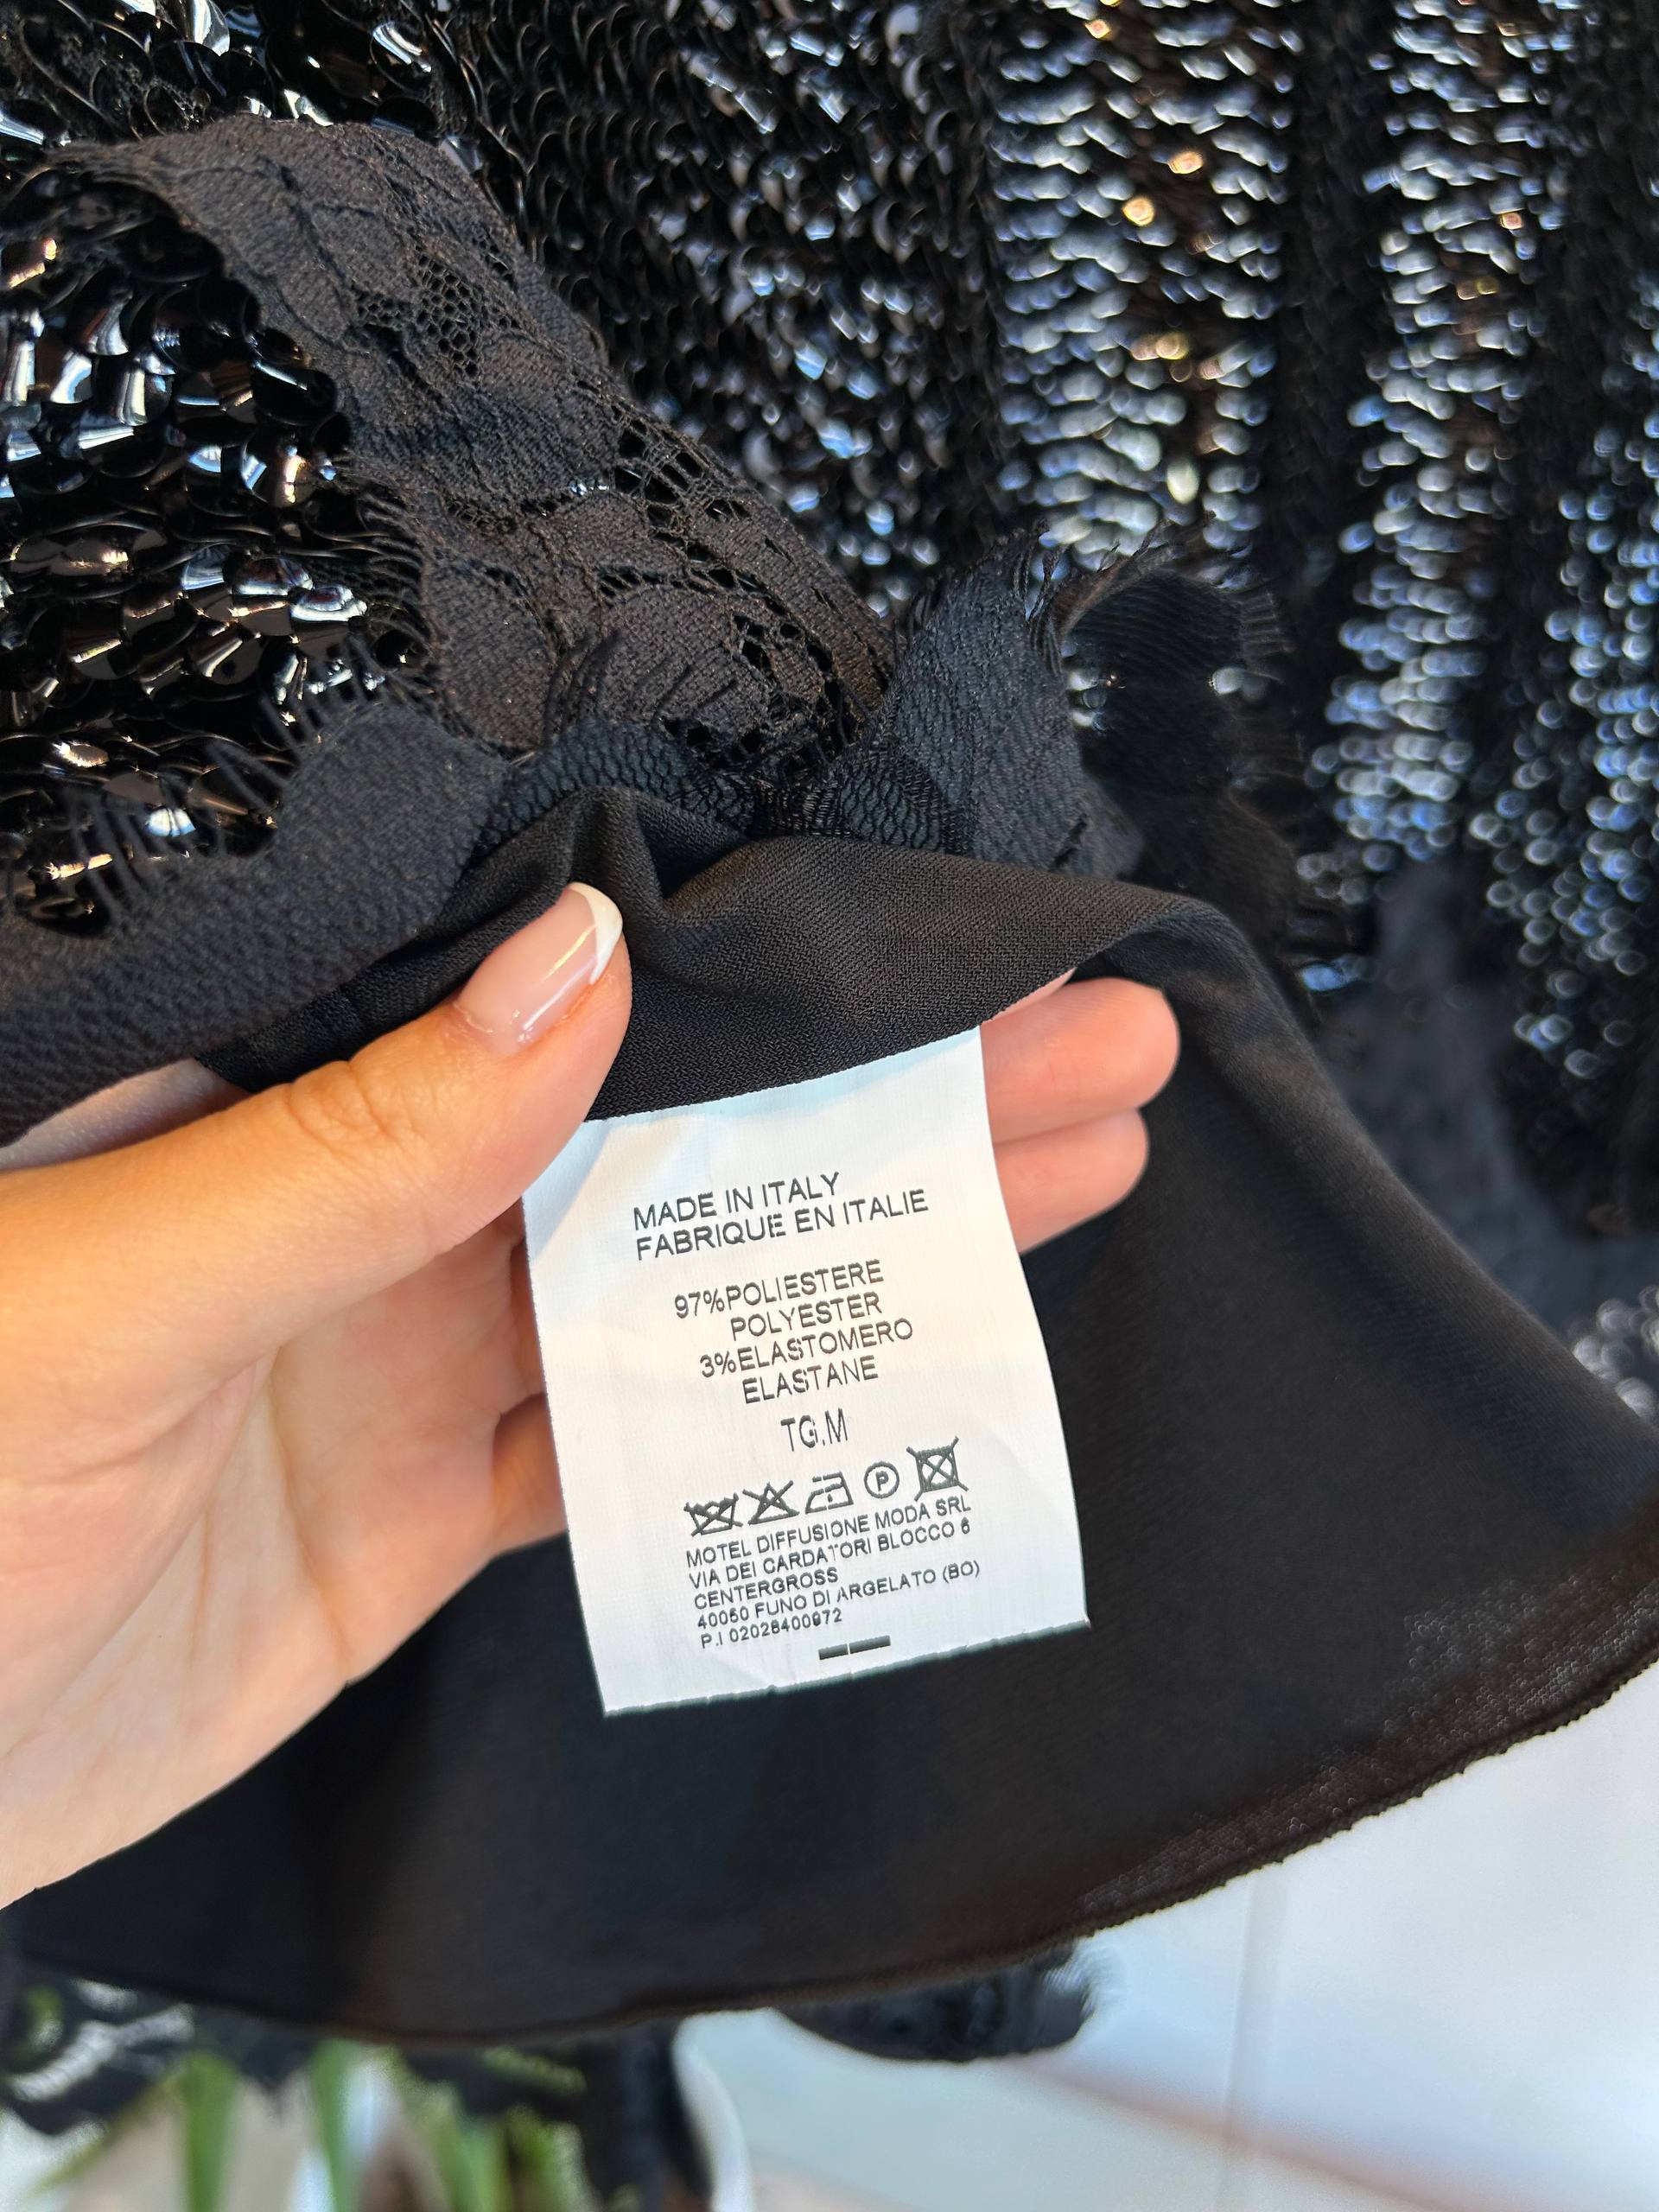 MADE IN ITALY
FABRIQUE EN ITALIE
97%POLIESTERE
POLYESTER
3%ELASTOMERO
ELASTANE
TG.M
P
MOTEL DIFFUSIONE MODA SRL
VIA DEI CARDATORI BLOCCO 6
CENTERGROSS
40050 FUNO DI ARGELATO (BO)
P.I 02028400972